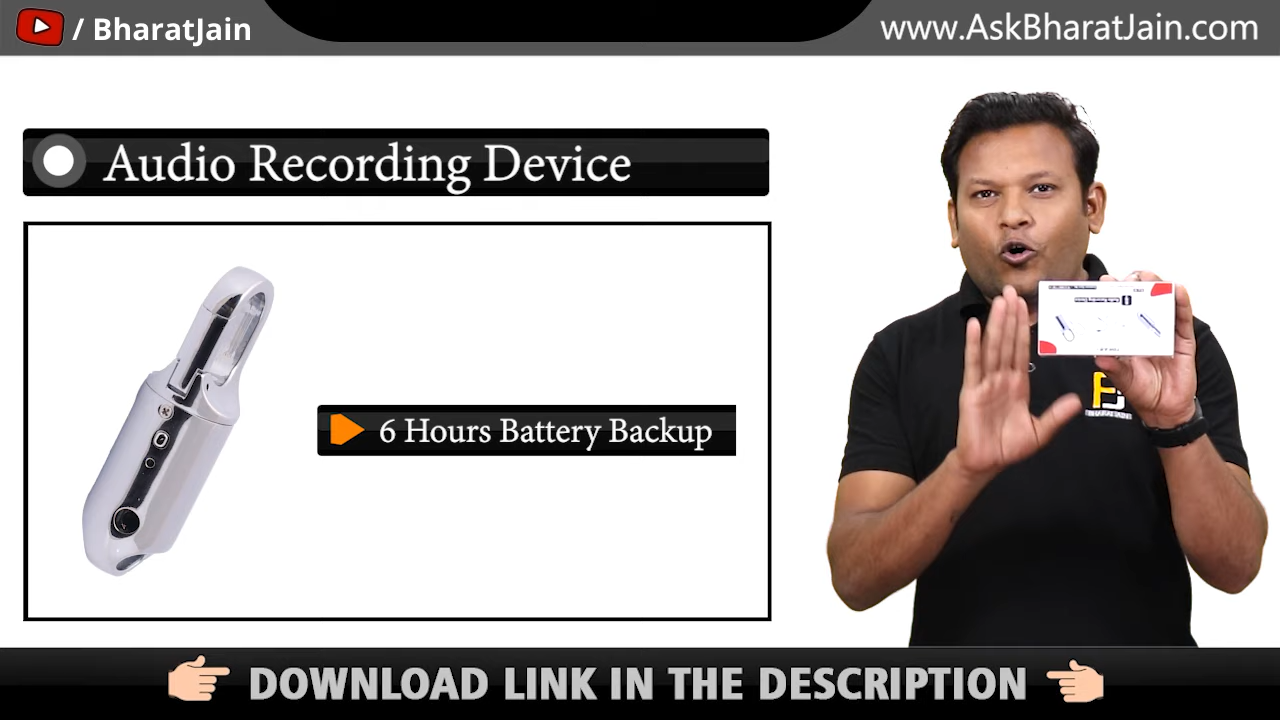 / BharatJain
www.AskBharatJain.com
Audio Recording Device
6 Hours Battery Backup
DOWNLOAD LINK IN THE DESCRIPTION